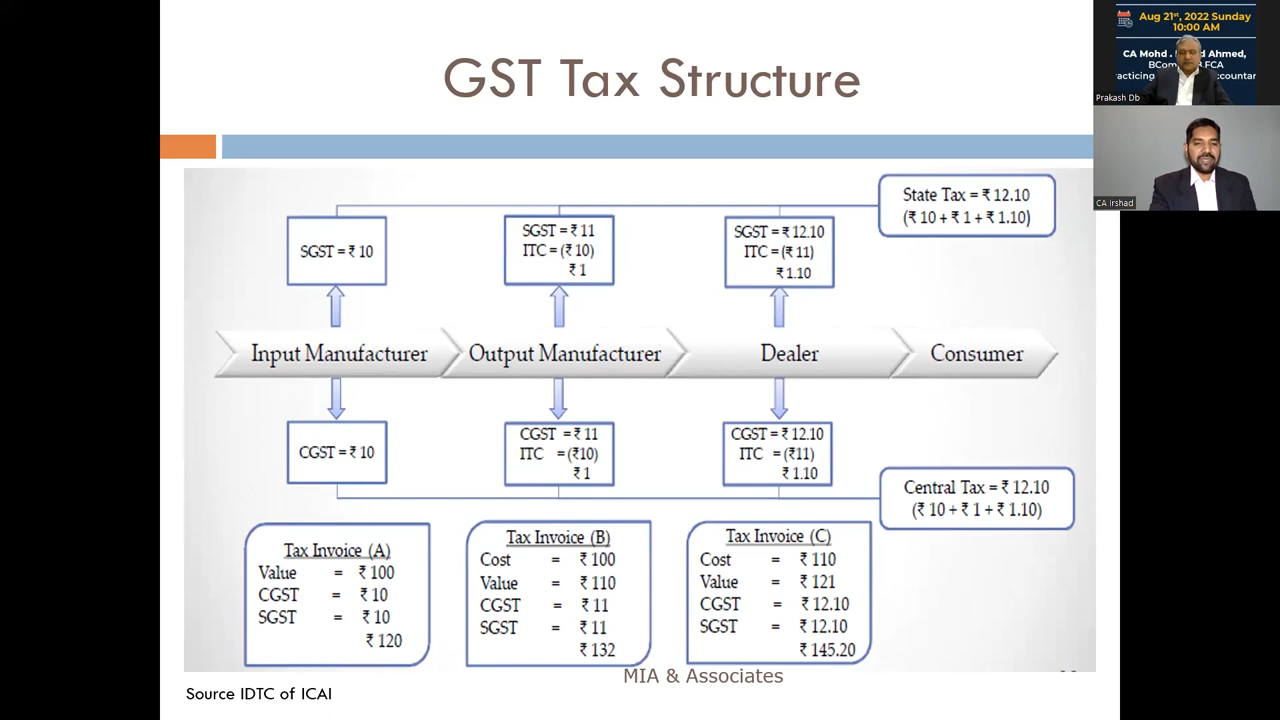 GST Tax Structure
Aug 21st, 2022 Sunday
10:00 AM
CA Mohd . Ahmed,
BCom FCA
Prakash Db
CA Irshad
State Tax = ₹ 12.10
(₹ 10 + ₹ 1 + ₹ 1.10)
SGST = ₹ 10
SGST = ₹ 11
ITC = (₹ 10)
₹ 1
SGST = ₹ 12.10
ITC = (₹ 11)
₹ 1.10
Input Manufacturer
Output Manufacturer
Dealer
Consumer
CGST = ₹ 10
CGST = ₹ 11
ITC = (₹10)
₹ 1
CGST = ₹ 12.10
ITC = (₹11)
₹ 1.10
Central Tax = ₹ 12.10
(₹ 10 + ₹ 1 + ₹ 1.10)
Tax Invoice (A)
Value = ₹ 100
CGST = ₹ 10
SGST = ₹ 10
₹ 120
Tax Invoice (B)
Cost = ₹ 100
Value = ₹ 110
CGST = ₹ 11
SGST = ₹ 11
₹ 132
Tax Invoice (C)
Cost = ₹ 110
Value = ₹ 121
CGST = ₹ 12.10
SGST = ₹ 12.10
₹ 145.20
MIA & Associates
Source IDTC of ICAI